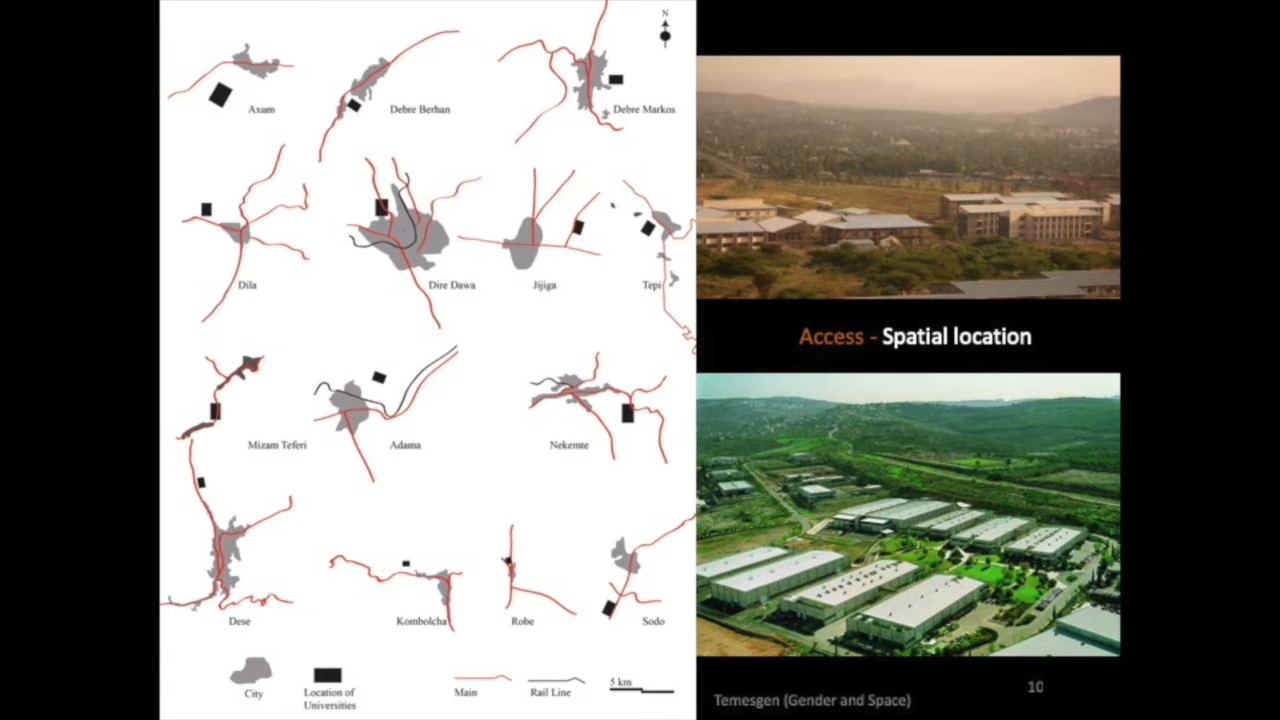 N
Axum
Debre Berhan
Debre Markos
Dila
Dire Dawa
Jijiga
Tepi
Mizam Teferi
Adama
Nekemte
Dese
Kombolcha
Robe
Sodo
City
Location of
Universities
Main
Rail Line
5 km
Access - Spatial location
Temesgen (Gender and Space)
10